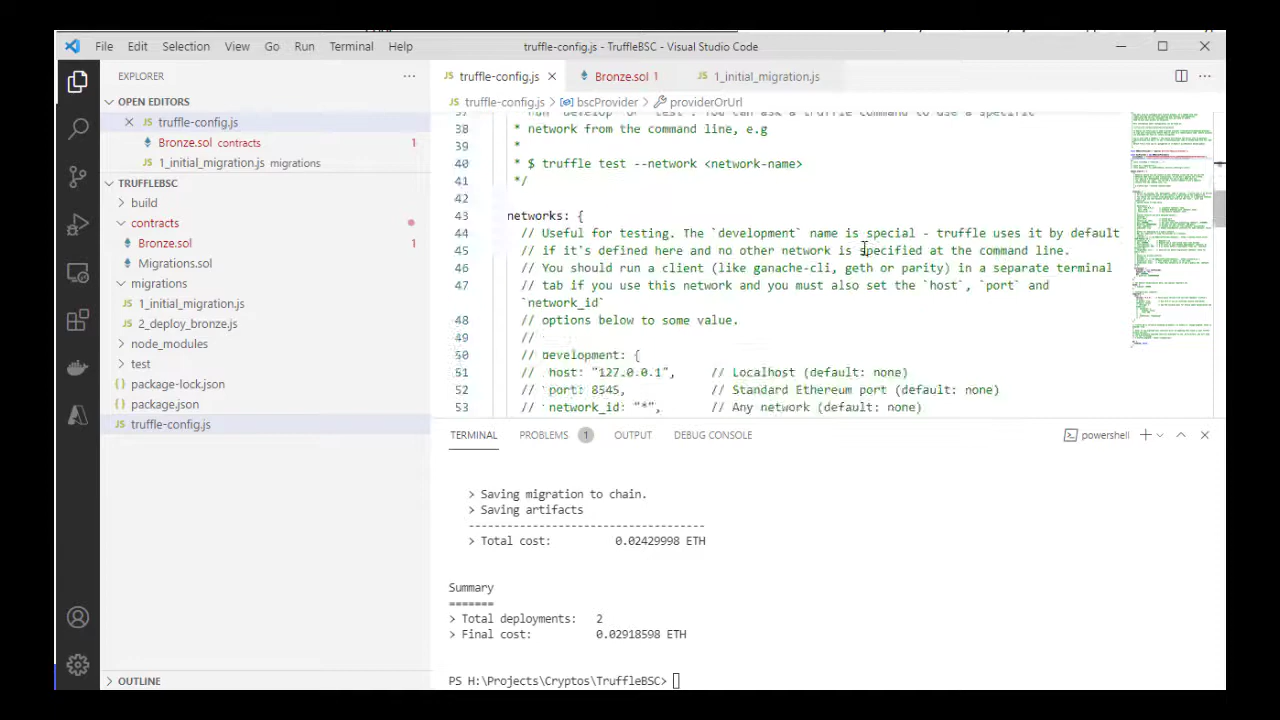 File Edit Selection View Go Run Terminal Help
truffle-config.js - TruffleBSC - Visual Studio Code
EXPLORER
OPEN EDITORS
truffle-config.js
Bronze.sol contracts 1
1_initial_migration.js migrations
TRUFFLEBSC
build
contracts
Bronze.sol 1
Migrations.sol
migrations
1_initial_migration.js
2_deploy_bronze.js
node_modules
test
package-lock.json
package.json
truffle-config.js
OUTLINE
truffle-config.js Bronze.sol 1 1_initial_migration.js
truffle-config.js > bscProvider > providerOrUrl
38 * network from the command line, e.g
39 *
40 * $ truffle test --network <network-name>
41 */
42
43 networks: {
44 // Useful for testing. The `development` name is special - truffle uses it by default
45 // if it's defined here and no other network is specified at the command line.
46 // You should run a client (like ganache-cli, geth or parity) in a separate terminal
47 // tab if you use this network and you must also set the `host`, `port` and
`network_id`
48 // options below to some value.
49 //
50 // development: {
51 // host: "127.0.0.1", // Localhost (default: none)
52 // port: 8545, // Standard Ethereum port (default: none)
53 // network_id: "*", // Any network (default: none)
TERMINAL PROBLEMS 1 OUTPUT DEBUG CONSOLE
powershell
> Saving migration to chain.
> Saving artifacts
-------------------------------------
> Total cost: 0.02429998 ETH
Summary
=======
> Total deployments: 2
> Final cost: 0.02918598 ETH
PS H:\Projects\Cryptos\TruffleBSC>